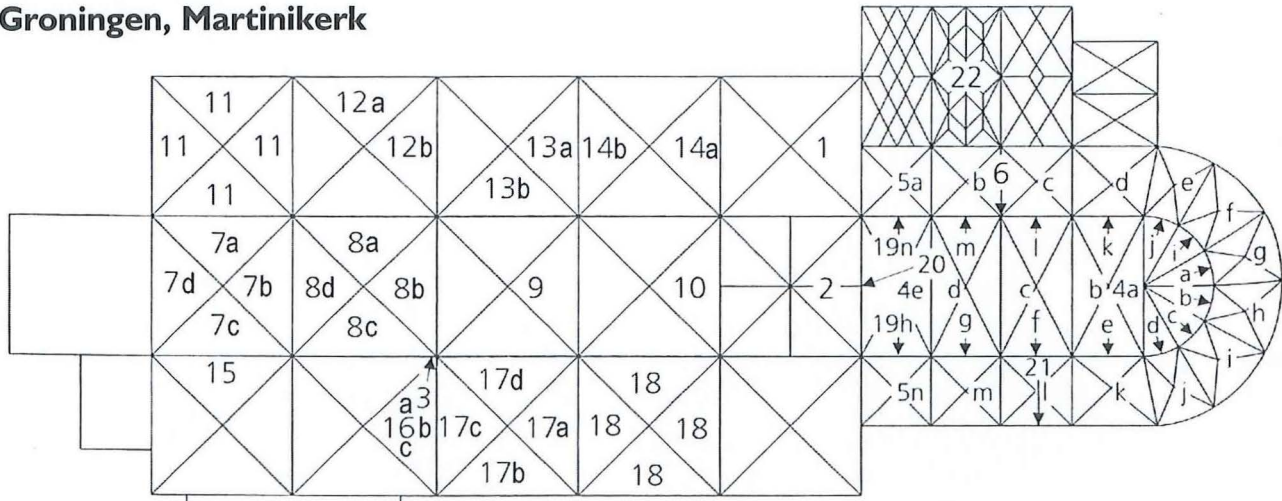 Groningen, Martinikerk
22
11
12a
11 11 12b 13a 14b 14a 1
11 13b
5a b 6 c d e
f
7a 8a 19n m l k j i g
7d 7b 8d 8b 9 10 2 20 4e d c b 4a a b
7c 8c 19h g f e d c h
15 17d 18 21 i
a 3
16b 17c 17a 18 18 5n m l k j
c
17b 18